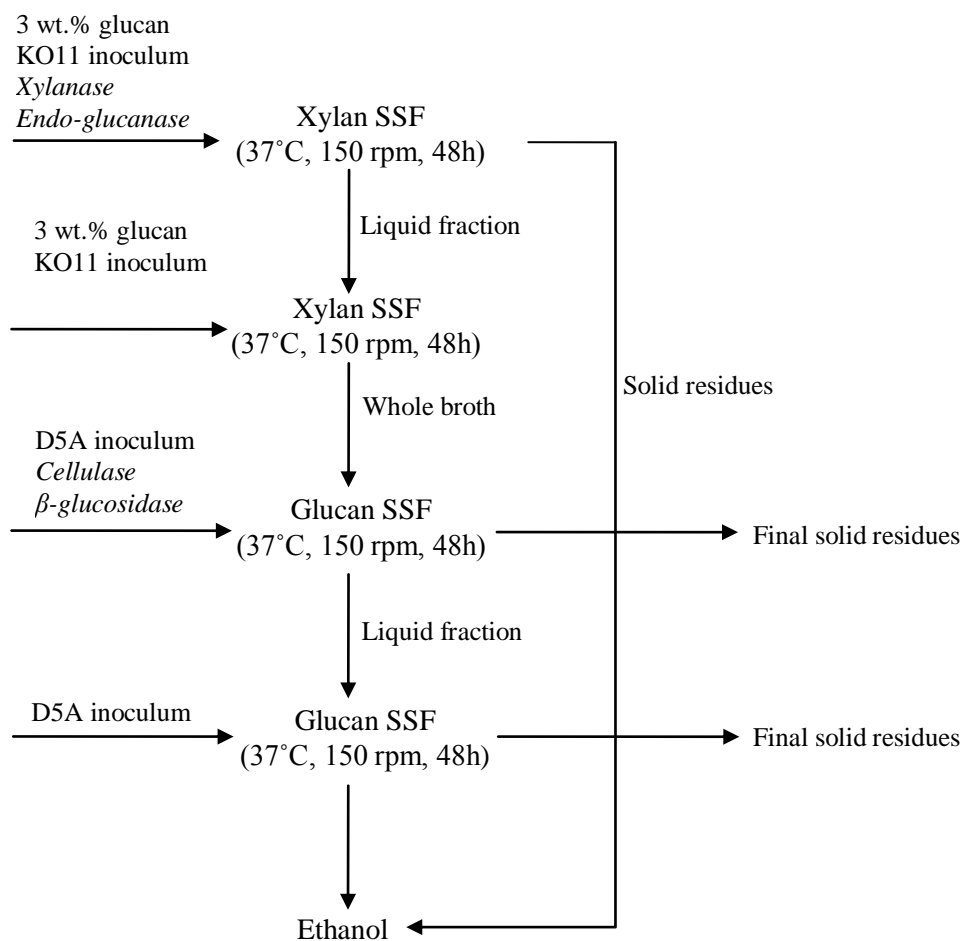 3 wt.% glucan
KO11 inoculum
Xylanase
Endo-glucanase
Xylan SSF
(37˚C, 150 rpm, 48h)
Liquid fraction
3 wt.% glucan
KO11 inoculum
Xylan SSF
(37˚C, 150 rpm, 48h)
Solid residues
Whole broth
D5A inoculum
Cellulase
β-glucosidase
Glucan SSF
(37˚C, 150 rpm, 48h)
Final solid residues
Liquid fraction
D5A inoculum
Glucan SSF
(37˚C, 150 rpm, 48h)
Final solid residues
Ethanol